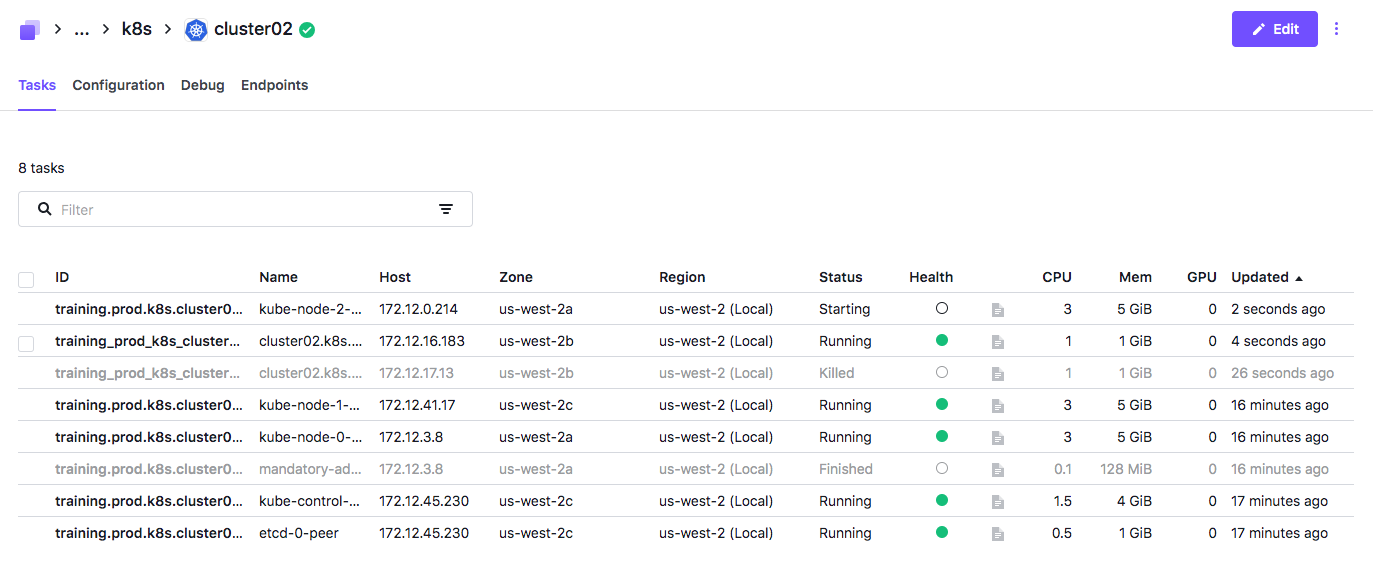 ... k8s cluster02 Edit
Tasks Configuration Debug Endpoints
8 tasks
Filter
ID Name Host Zone Region Status Health CPU Mem GPU Updated
training.prod.k8s.cluster0... kube-node-2-... 172.12.0.214 us-west-2a us-west-2 (Local) Starting 3 5 GiB 0 2 seconds ago
training_prod_k8s_cluster... cluster02.k8s.... 172.12.16.183 us-west-2b us-west-2 (Local) Running 1 1 GiB 0 4 seconds ago
training_prod_k8s_cluster... cluster02.k8s.... 172.12.17.13 us-west-2b us-west-2 (Local) Killed 1 1 GiB 0 26 seconds ago
training.prod.k8s.cluster0... kube-node-1-... 172.12.41.17 us-west-2c us-west-2 (Local) Running 3 5 GiB 0 16 minutes ago
training.prod.k8s.cluster0... kube-node-0-... 172.12.3.8 us-west-2a us-west-2 (Local) Running 3 5 GiB 0 16 minutes ago
training.prod.k8s.cluster0... mandatory-ad... 172.12.3.8 us-west-2a us-west-2 (Local) Finished 0.1 128 MiB 0 16 minutes ago
training.prod.k8s.cluster0... kube-control-... 172.12.45.230 us-west-2c us-west-2 (Local) Running 1.5 4 GiB 0 17 minutes ago
training.prod.k8s.cluster0... etcd-0-peer 172.12.45.230 us-west-2c us-west-2 (Local) Running 0.5 1 GiB 0 17 minutes ago